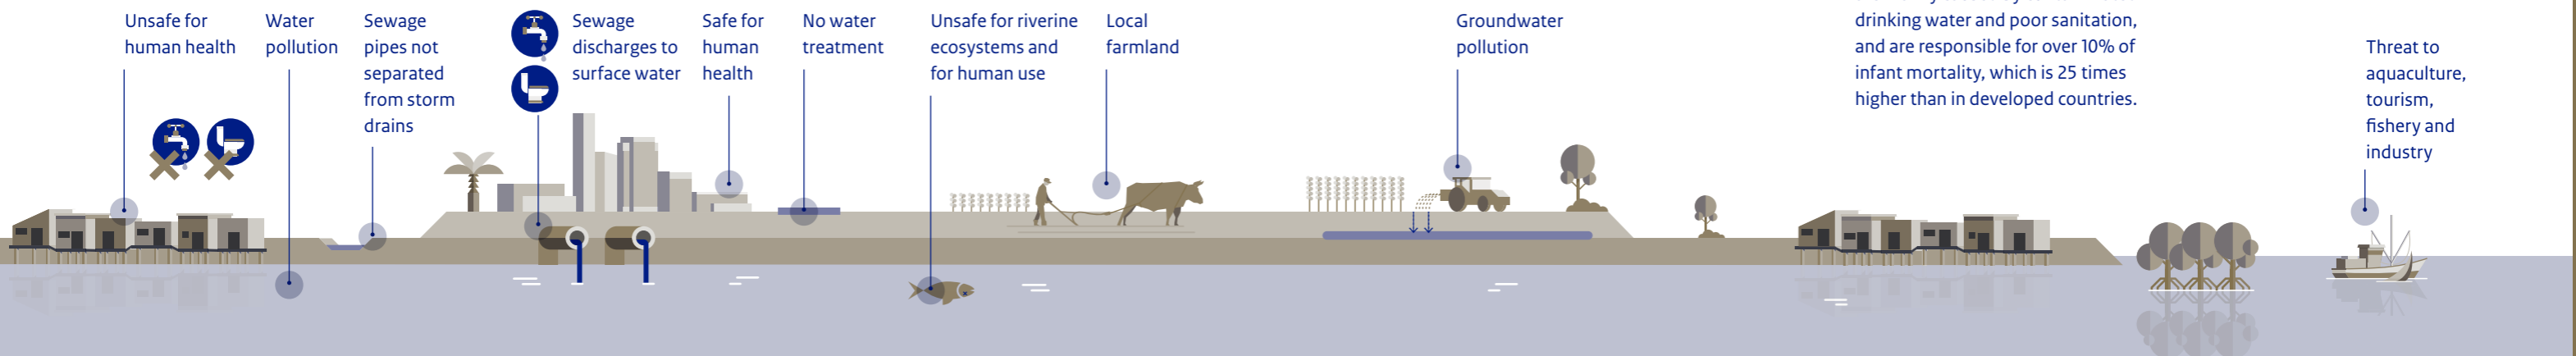 Unsafe for
human health
Water
pollution
Sewage
pipes not
separated
from storm
drains
Sewage
discharges to
surface water
Safe for
human
health
No water
treatment
Unsafe for riverine
ecosystems and
for human use
Local
farmland
Groundwater
pollution
drinking water and poor sanitation,
and are responsible for over 10% of
infant mortality, which is 25 times
higher than in developed countries.
Threat to
aquaculture,
tourism,
fishery and
industry